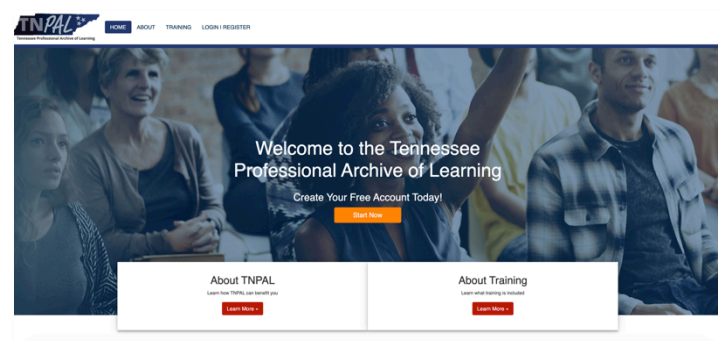 TNPAL
Tennessee Professional Archive of Learning
HOME ABOUT TRAINING LOGIN | REGISTER
Welcome to the Tennessee
Professional Archive of Learning
Create Your Free Account Today!
Start Now
About TNPAL
Learn how TNPAL can benefit you
Learn More »
About Training
Learn what training is included
Learn More »